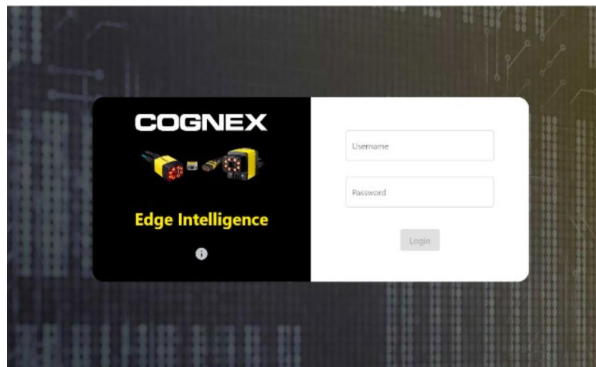 COGNEX
Edge Intelligence
Username
Password
Login